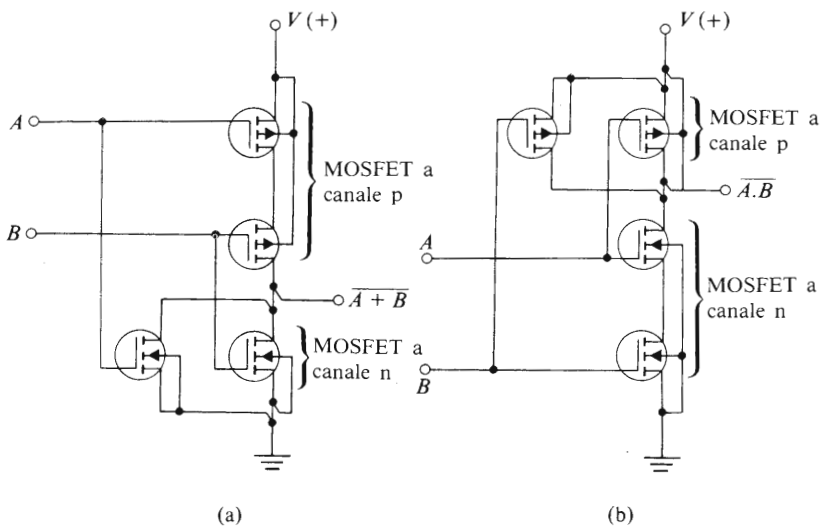 V (+)
A
MOSFET a
canale p
B
A + B
MOSFET a
canale n
(a)
V (+)
MOSFET a
canale p
A.B
A
MOSFET a
canale n
B
(b)